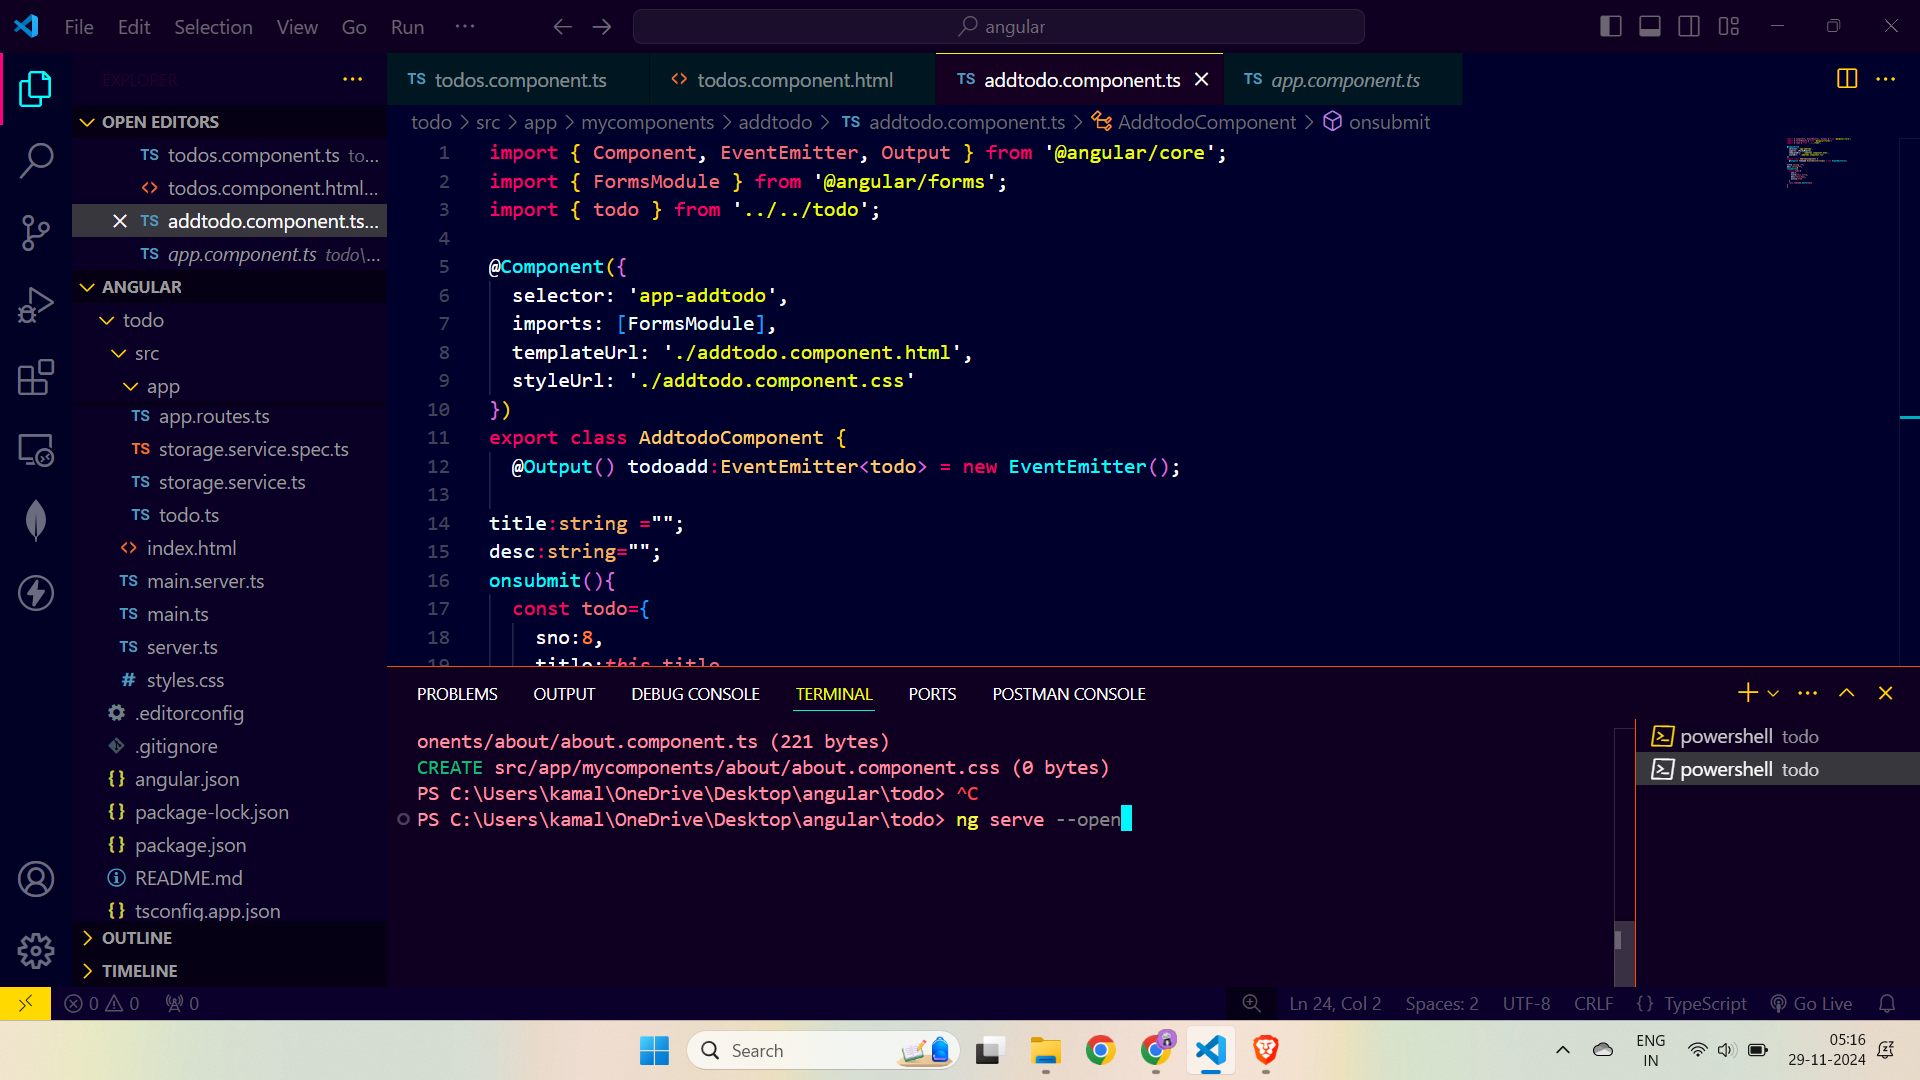 File Edit Selection View Go Run ···
angular
EXPLORER
OPEN EDITORS
TS todos.component.ts to...
<> todos.component.html...
TS addtodo.component.ts...
TS app.component.ts todo\...
ANGULAR
todo
src
app
TS app.routes.ts
TS storage.service.spec.ts
TS storage.service.ts
TS todo.ts
<> index.html
TS main.server.ts
TS main.ts
TS server.ts
# styles.css
.editorconfig
.gitignore
{} angular.json
{} package-lock.json
{} package.json
README.md
{} tsconfig.app.json
OUTLINE
TIMELINE
TS todos.component.ts <> todos.component.html TS addtodo.component.ts TS app.component.ts
todo > src > app > mycomponents > addtodo > TS addtodo.component.ts > AddtodoComponent > onsubmit
1 import { Component, EventEmitter, Output } from '@angular/core';
2 import { FormsModule } from '@angular/forms';
3 import { todo } from '../../todo';
4
5 @Component({
6 selector: 'app-addtodo',
7 imports: [FormsModule],
8 templateUrl: './addtodo.component.html',
9 styleUrl: './addtodo.component.css'
10 })
11 export class AddtodoComponent {
12 @Output() todoadd:EventEmitter<todo> = new EventEmitter();
13
14 title:string ="";
15 desc:string="";
16 onsubmit(){
17 const todo={
18 sno:8,
19 title:this.title
PROBLEMS OUTPUT DEBUG CONSOLE TERMINAL PORTS POSTMAN CONSOLE
onents/about/about.component.ts (221 bytes)
CREATE src/app/mycomponents/about/about.component.css (0 bytes)
PS C:\Users\kamal\OneDrive\Desktop\angular\todo> ^C
PS C:\Users\kamal\OneDrive\Desktop\angular\todo> ng serve --open
powershell todo
powershell todo
0 0 0
Ln 24, Col 2 Spaces: 2 UTF-8 CRLF {} TypeScript Go Live
Search
ENG
IN
05:16
29-11-2024